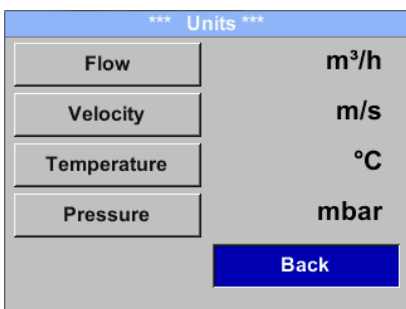 *** Units ***
Flow m³/h
Velocity m/s
Temperature °C
Pressure mbar
Back